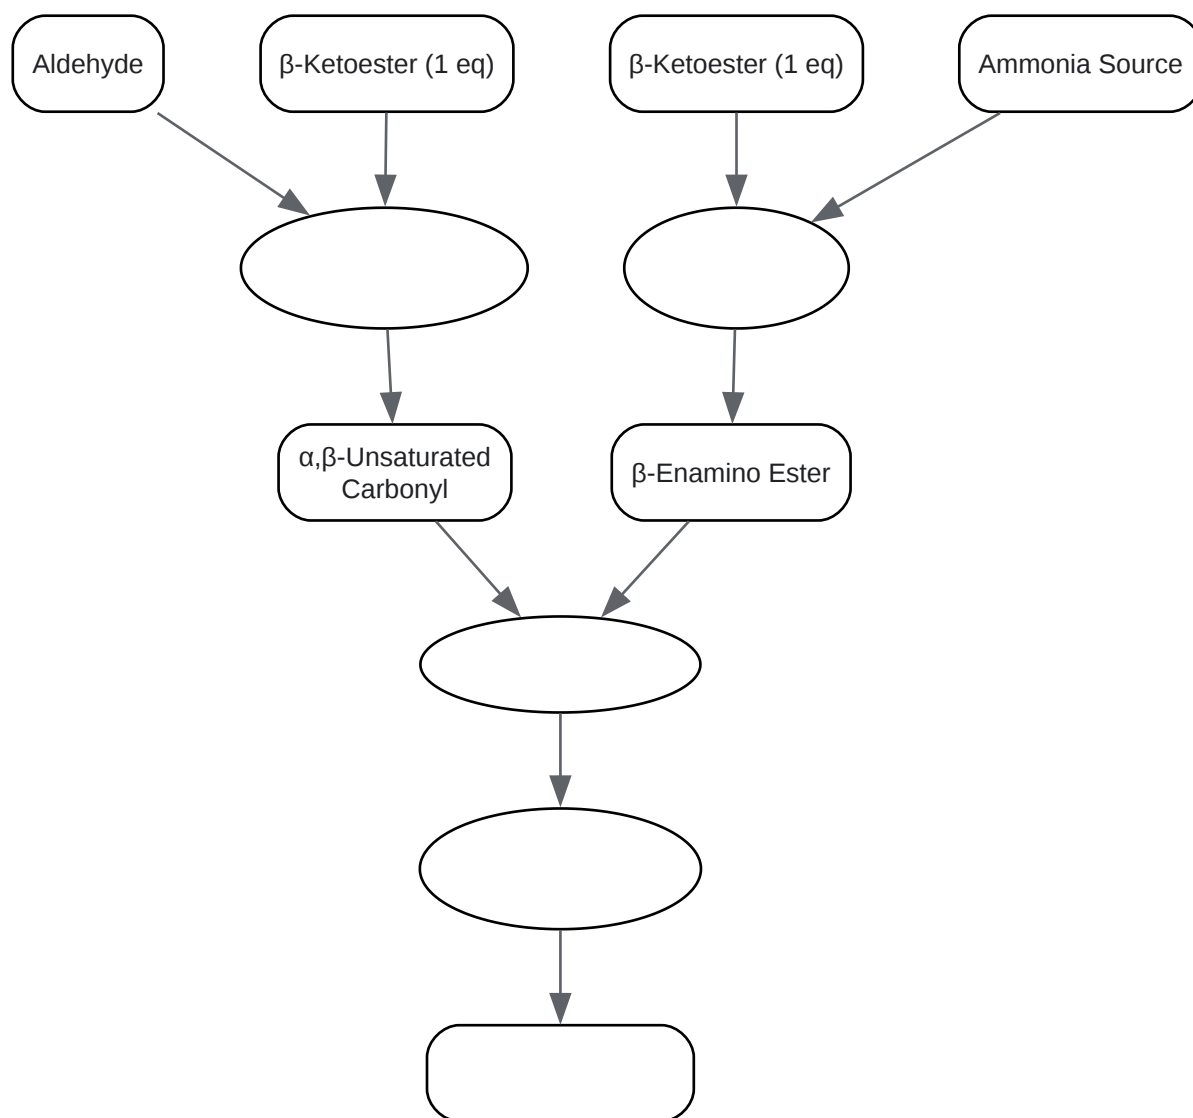 Aldehyde
β-Ketoester (1 eq)
β-Ketoester (1 eq)
Ammonia Source
α,β-Unsaturated
Carbonyl
β-Enamino Ester